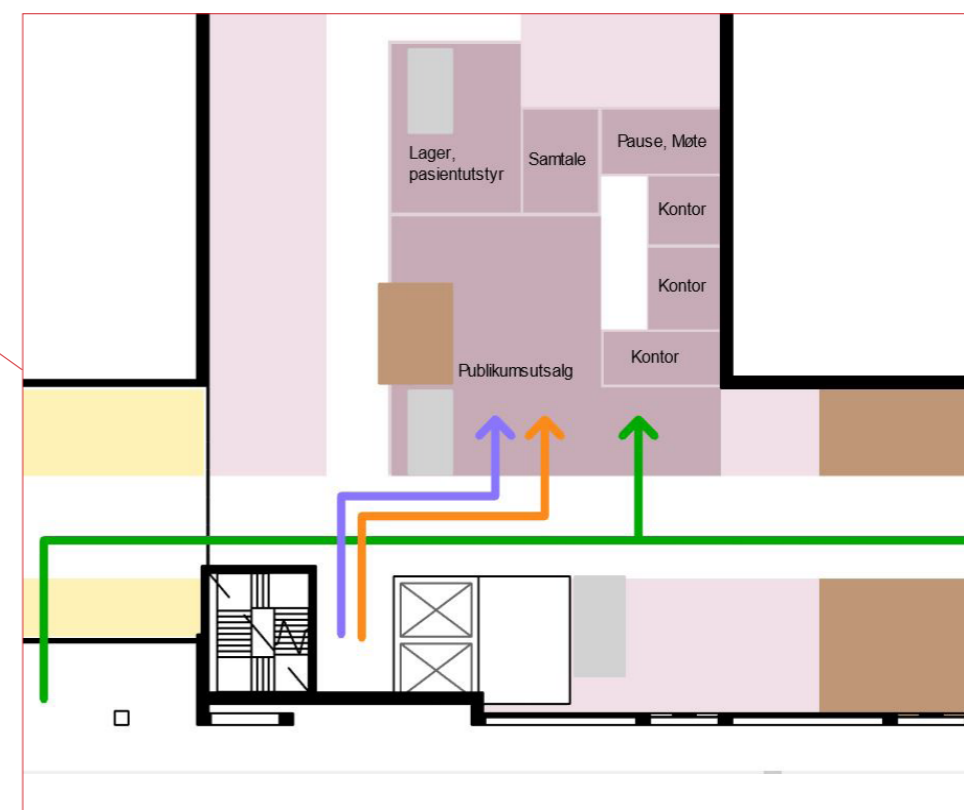 Lager,
pasientutstyr
Samtale
Pause, Møte
Kontor
Kontor
Kontor
Publikumsutsalg